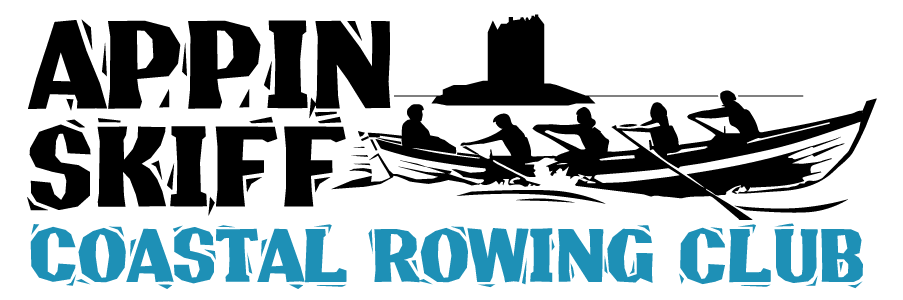 APPIN
SKIFF
COASTAL ROWING CLUB